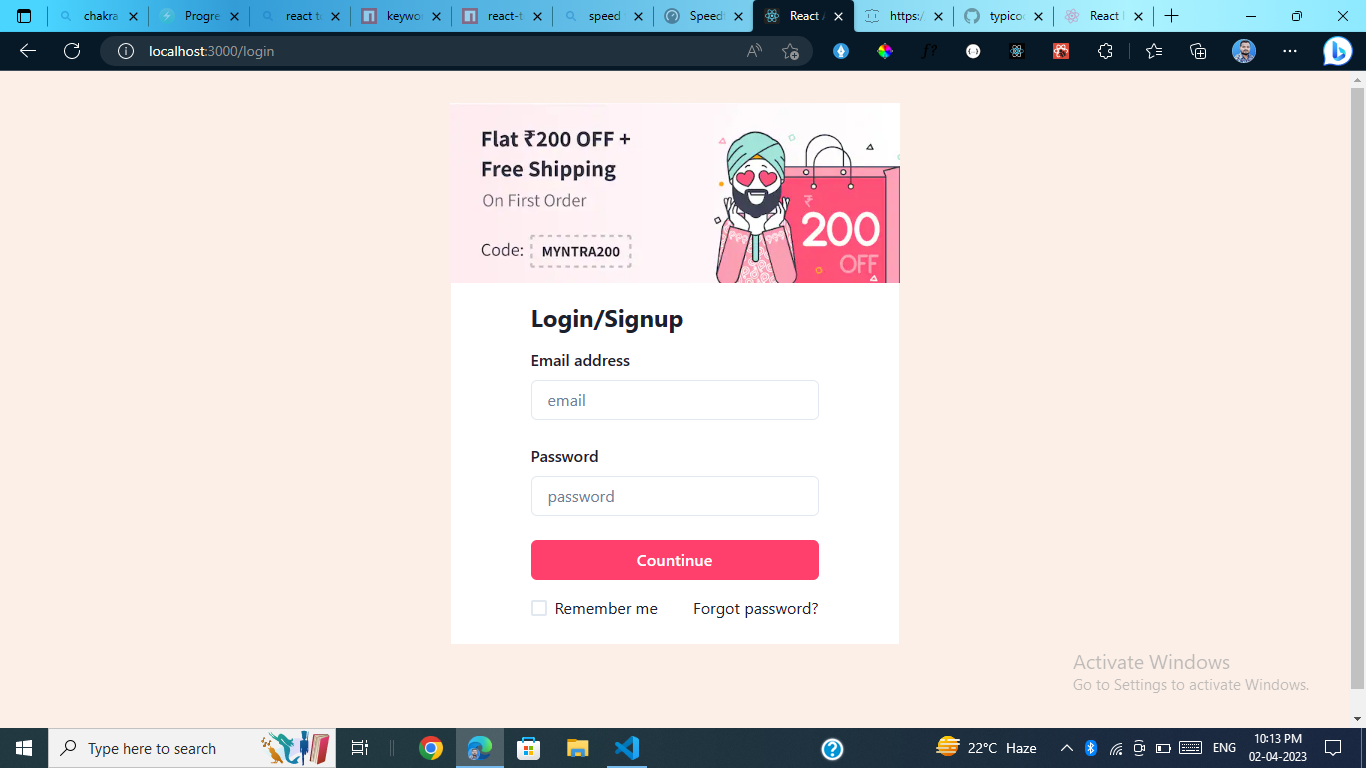 chakra
Progre
react t
keywo
react-t
speed
Speed
React
https:/
typico
React
localhost:3000/login
Flat ₹200 OFF +
Free Shipping
On First Order
Code: MYNTRA200
₹
200
OFF
Login/Signup
Email address
email
Password
password
Countinue
Remember me Forgot password?
Activate Windows
Go to Settings to activate Windows.
Type here to search
22°C Haze
ENG
10:13 PM
02-04-2023